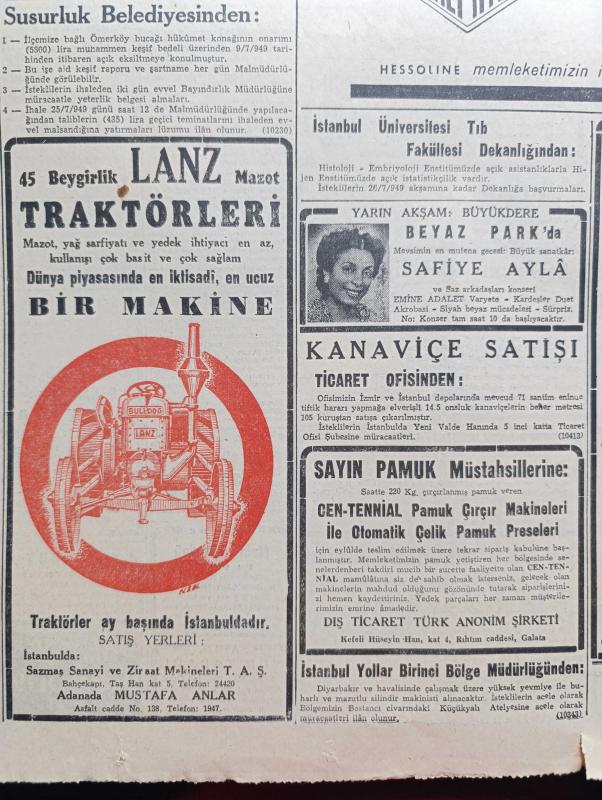 Susurluk Belediyesinden:
1 — İlçemize bağlı Ömerköy bucağı hükûmet konağının onarımı
(5800) lira muhammen keşif bedeli üzerinden 9/7/949 tari-
hinden itibaren açık eksiltmeye konulmuştur.
2 — Bu işe aid keşif raporu ve şartname her gün Malmüdürlü-
ğünde görülebilir.
3 — İsteklilerin ihaleden iki gün evvel Bayındırlık Müdürlüğüne
müracaatle yeterlik belgesi almaları.
4 — İhale 25/7/949 günü saat 12 de Malmüdürlüğünde yapılaca-
ğından taliblerin (435) lira geçici teminatlarını ihaleden ev-
vel malsandığına yatırmaları lüzumu ilân olunur. (10230)
45 Beygirlik LANZ Mazot
TRAKTÖRLERİ
Mazot, yağ sarfiyatı ve yedek ihtiyacı en az,
kullanışı çok basit ve çok sağlam
Dünya piyasasında en iktisadî, en ucuz
BİR MAKİNE
BULLDOG
LANZ
NİK
Traktörler ay başında İstanbuldadır.
SATIŞ YERLERİ:
İstanbulda:
Sazmaş Sanayi ve Ziraat Makineleri T. A. Ş.
Bahçekapı, Taş Han kat 5, Telefon: 24420
Adanada MUSTAFA ANLAR
Asfalt cadde No. 138, Telefon: 1947.
HESSOLINE memleketimizin
İstanbul Üniversitesi Tıb
Fakültesi Dekanlığından:
Histoloji - Embriyoloji Enstitümüzde açık asistanlıklarla Hi-
jen Enstitümüzde açık istatistikçilik vardır.
İsteklilerin 26/7/949 akşamına kadar Dekanlığa başvurmaları.
YARIN AKŞAM: BÜYÜKDERE
BEYAZ PARK'da
Mevsimin en mutena gecesi: Büyük sanatkâr:
SAFİYE AYLÂ
ve Saz arkadaşları konseri
EMİNE ADALET Varyete - Kardeşler Duet
Akrobasi - Siyah beyaz mücadelesi - Sürpriz.
No: Konser tam saat 10 da başlıyacaktır.
KANAVİÇE SATIŞI
TİCARET OFİSİNDEN:
Ofisimizin İzmir ve İstanbul depolarında mevcud 71 santim eninde
tiftik hararı yapmağa elverişli 14.5 onsluk kanaviçelerin beher metresi
105 kuruştan satışa çıkarılmıştır.
İsteklilerin İstanbulda Yeni Valde Hanında 5 inci katta Ticaret
Ofisi Şubesine müracaatleri. (10413)
SAYIN PAMUK Müstahsillerine:
Saatte 220 Kg. çırçırlanmış pamuk veren
CEN-TENNİAL Pamuk Çırçır Makineleri
İle Otomatik Çelik Pamuk Preseleri
için eylülde teslim edilmek üzere tekrar sipariş kabulüne baş-
lanmıştır. Memleketimizin pamuk yetiştiren her bölgesinde se-
nelerdenberi takdiri mucib bir surette faaliyette olan CEN-TEN-
NİAL mamûlâtına siz de sahib olmak isterseniz, gelecek olan
makinelerin mahdud olduğunu gözönünde tutarak siparişlerini-
zi hemen kaydettiriniz. Yedek parçaları her zaman müşterile-
rimizin emrine âmadedir.
DIŞ TİCARET TÜRK ANONİM ŞİRKETİ
Kefeli Hüseyin Han, kat 4, Rıhtım caddesi, Galata
İstanbul Yollar Birinci Bölge Müdürlüğünden:
Diyarbakır ve havalisinde çalışmak üzere yüksek yevmiye ile bu-
harlı ve mazutlu silindir makinisti alınacaktır. İsteklilerin acele olarak
Bölgemizin Bostancı civarındaki Küçükyalı Atelyesine acele olarak
müracaatleri ilân olunur. (10343)